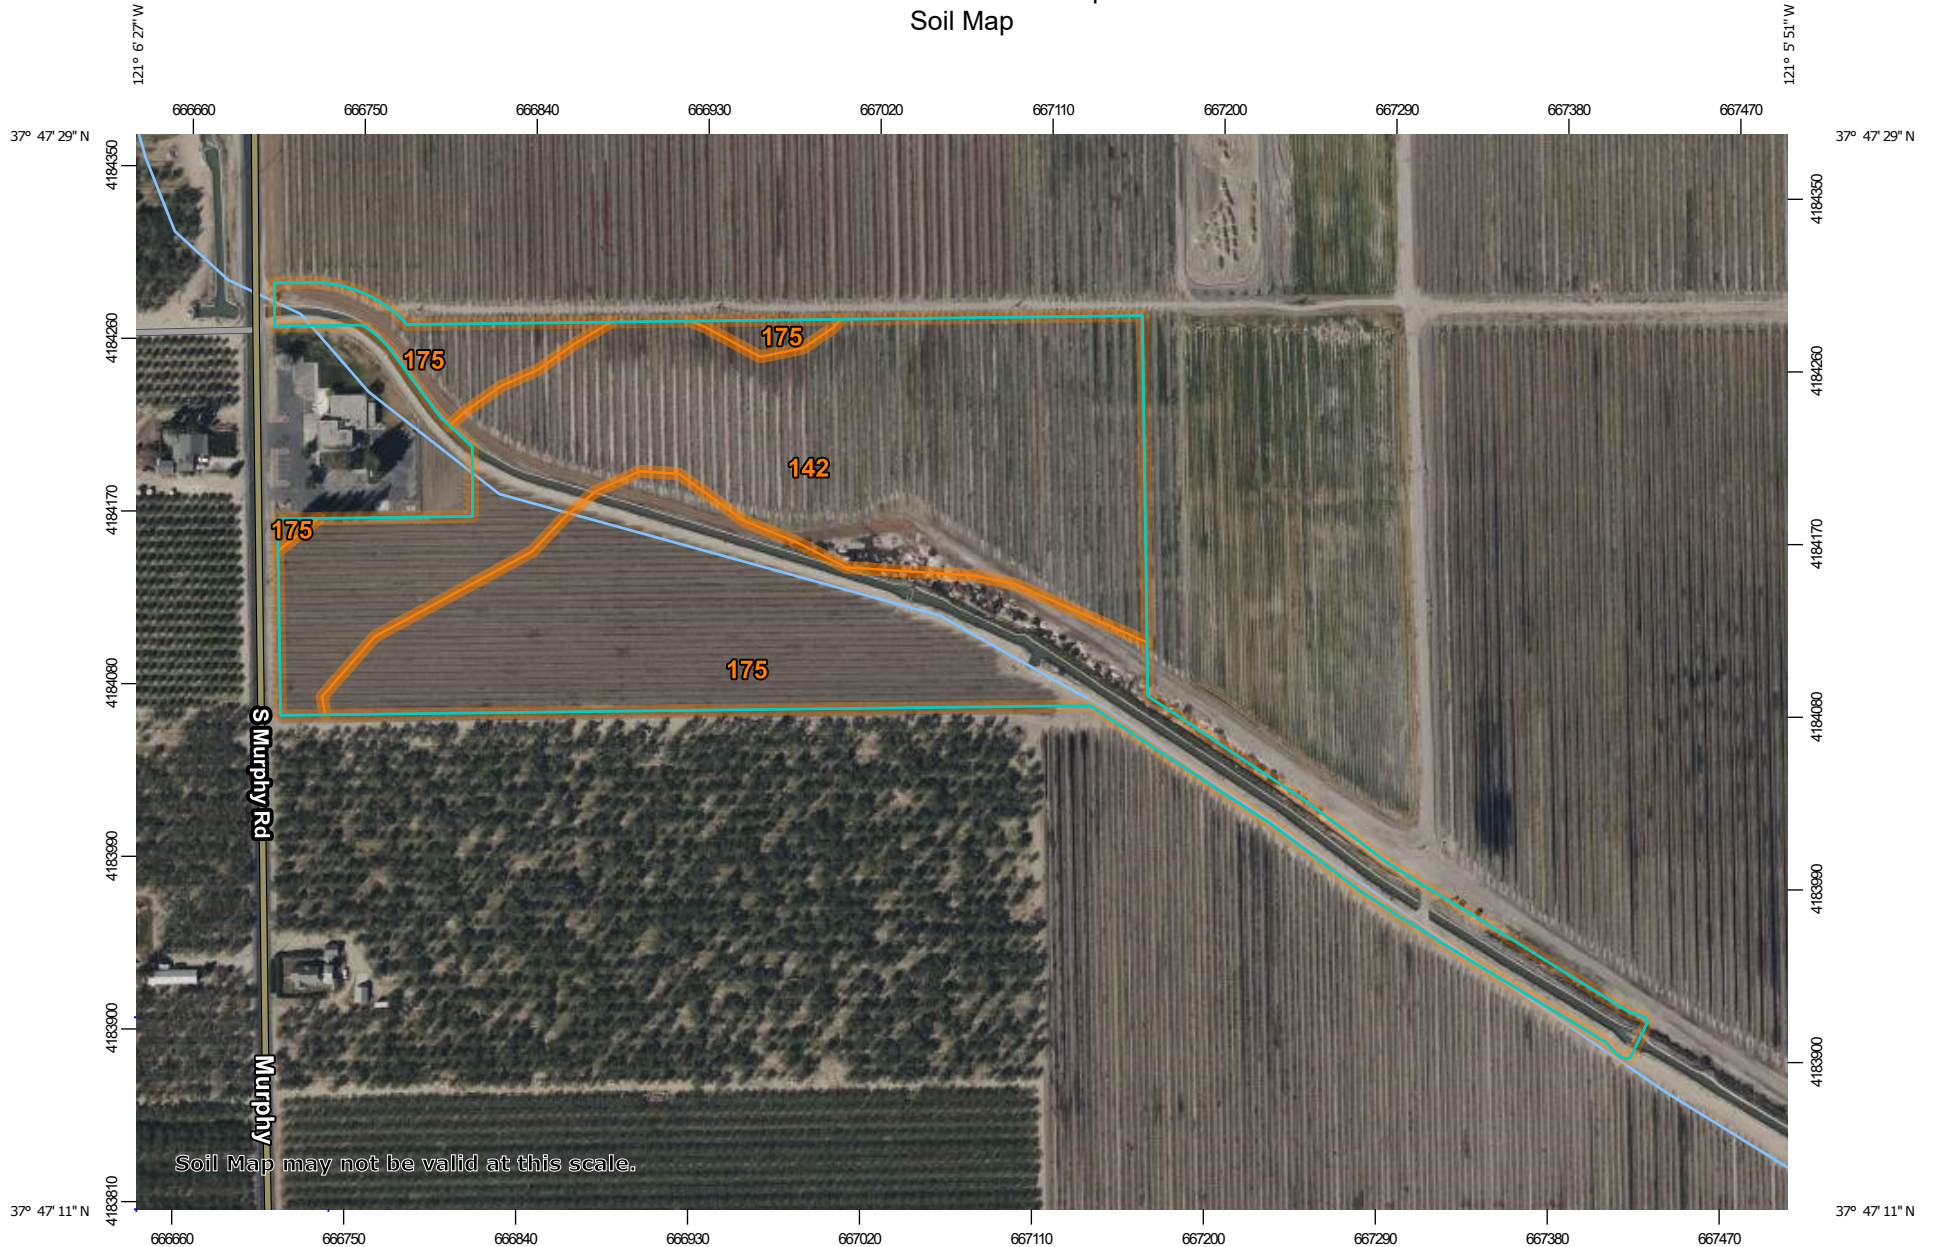 Soil Map
121° 6' 27" W
121° 5' 51" W
666660 666750 666840 666930 667020 667110 667200 667290 667380 667470
37° 47' 29" N
37° 47' 29" N
4184350
4184350
4184260
4184260
175
175
142
4184170
4184170
175
175
4184080
4184080
S Murphy Rd
4183990
4183990
4183900
4183900
Murphy
Soil Map may not be valid at this scale.
4183810
37° 47' 11" N
37° 47' 11" N
666660 666750 666840 666930 667020 667110 667200 667290 667380 667470